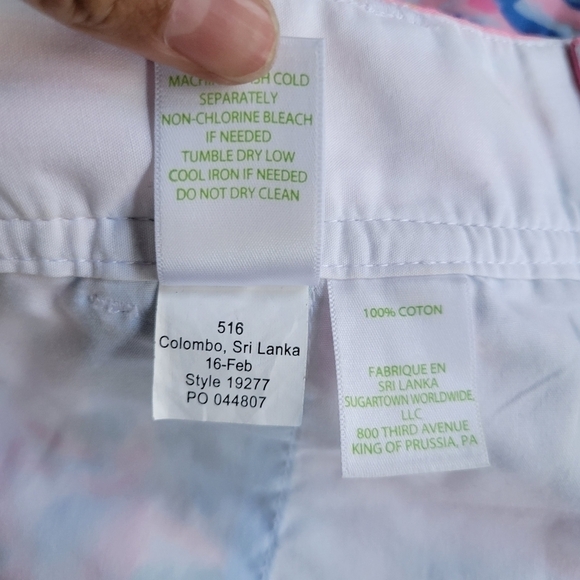 COLD
SEPARATELY
NON-CHLORINE BLEACH
IF NEEDED
TUMBLE DRY LOW
COOL IRON IF NEEDED
DO NOT DRY CLEAN
516
Colombo, Sri Lanka
16-Feb
Style 19277
PO 044807
100% COTON
FABRIQUE EN
SRI LANKA
SUGARTOWN WORLDWIDE,
LLC
800 THIRD AVENUE
KING OF PRUSSIA, PA